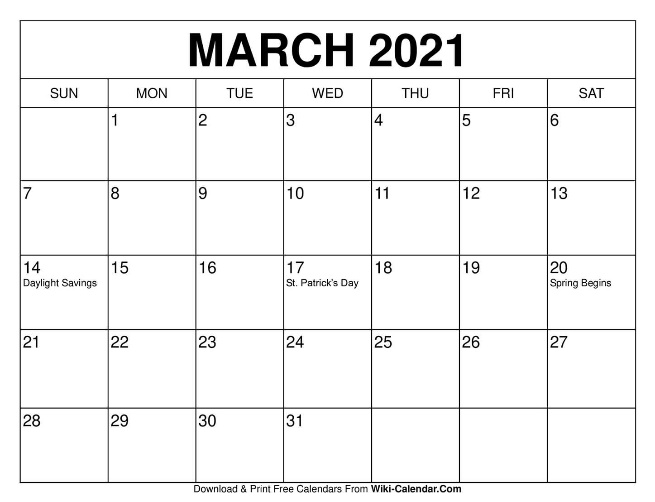 MARCH 2021
SUN MON TUE WED THU FRI SAT
1 2 3 4 5 6
7 8 9 10 11 12 13
14 15 16 17 18 19 20
Daylight Savings St. Patrick's Day Spring Begins
21 22 23 24 25 26 27
28 29 30 31
Download & Print Free Calendars From Wiki-Calendar.Com